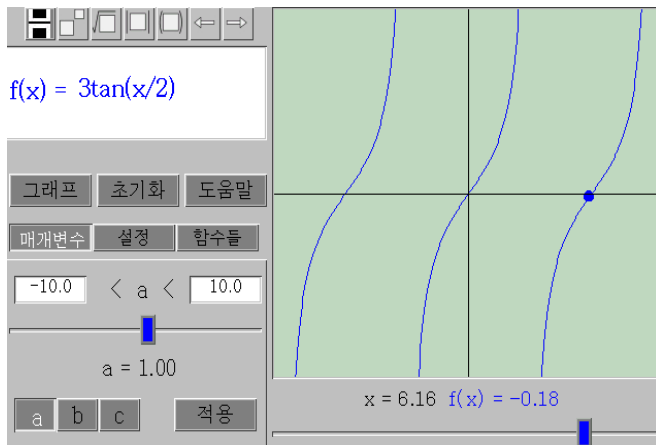 f(x) = 3tan(x/2)
그래프 초기화 도움말
매개변수 설정 함수들
-10.0 < a < 10.0
a = 1.00
a b c 적용
x = 6.16 f(x) = -0.18